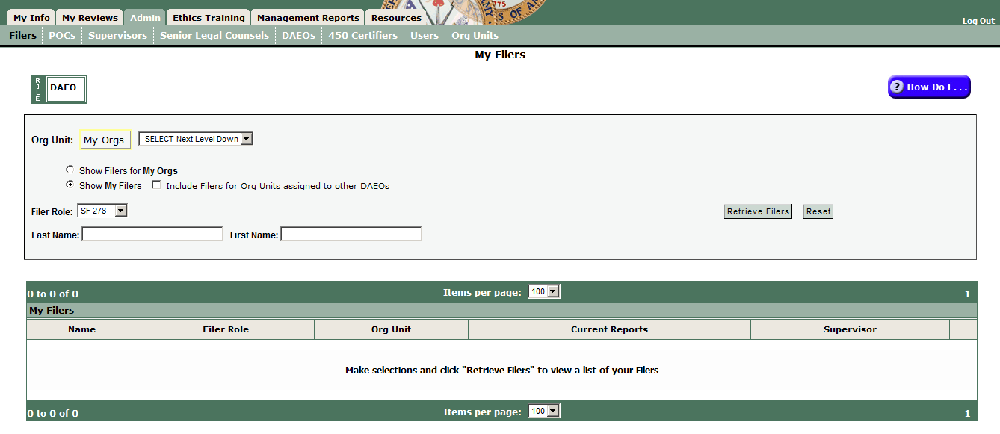 My Info My Reviews Admin Ethics Training Management Reports Resources
775
ARMY
S OF AM
Log Out
Filers POCs Supervisors Senior Legal Counsels DAEOs 450 Certifiers Users Org Units
My Filers
ROLE DAEO
? How Do I . . .
Org Unit: My Orgs -SELECT-Next Level Down
Show Filers for My Orgs
Show My Filers Include Filers for Org Units assigned to other DAEOs
Filer Role: SF 278 Retrieve Filers Reset
Last Name: First Name:
0 to 0 of 0 Items per page: 100 1
My Filers
Name Filer Role Org Unit Current Reports Supervisor
Make selections and click "Retrieve Filers" to view a list of your Filers
0 to 0 of 0 Items per page: 100 1